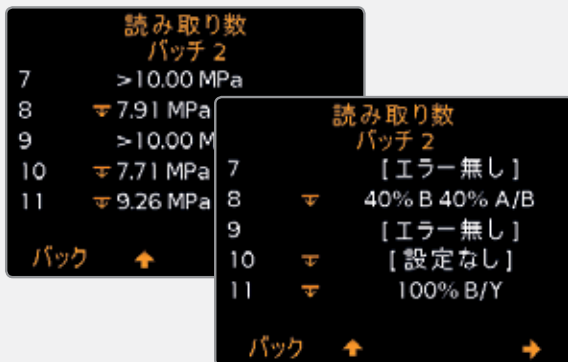 読み取り数
バッチ 2
7 >10.00 MPa
8 7.91 MPa
9 >10.00 M
10 7.71 MPa
11 9.26 MPa
バック
読み取り数
バッチ 2
7 [エラー無し]
8 40% B 40% A/B
9 [エラー無し]
10 [設定なし]
11 100% B/Y
バック